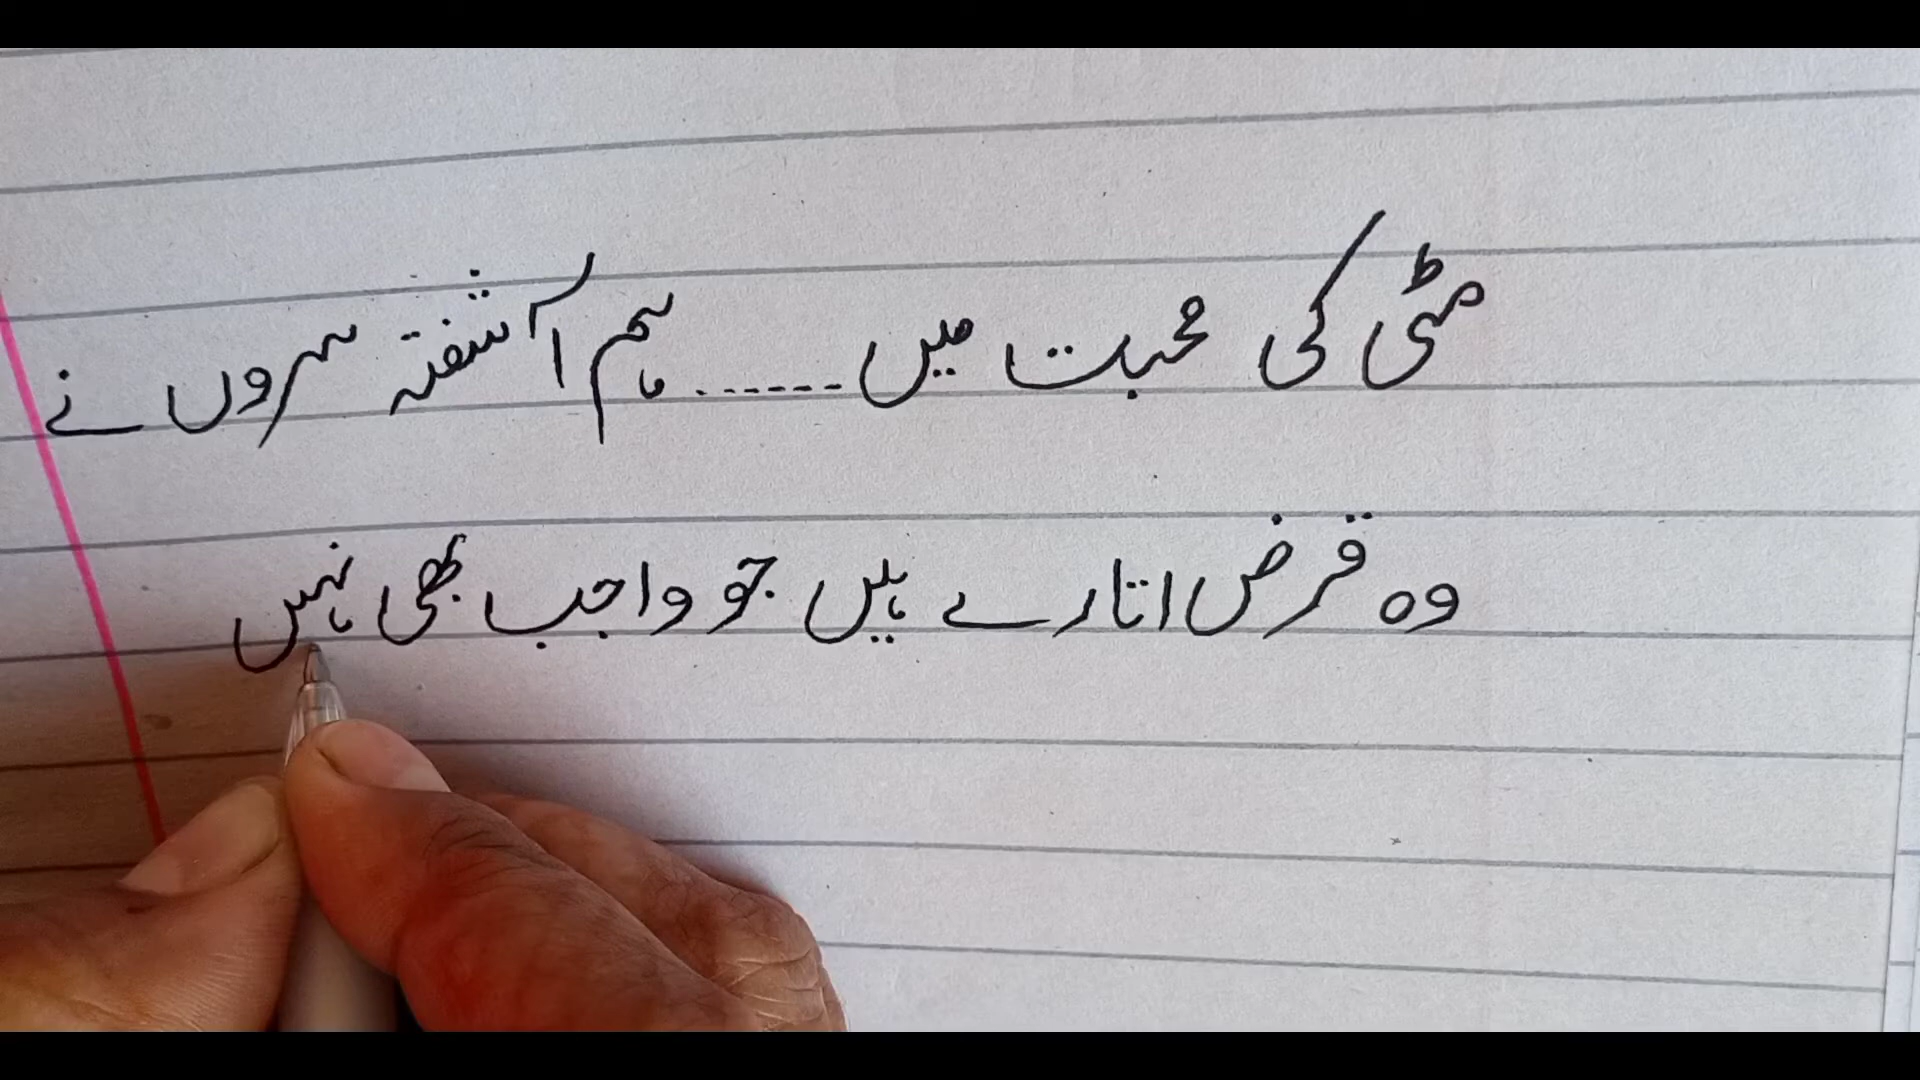 مٹی کی محبت میں ...... ہم آشفتہ سروں نے
وہ قرض اتارے ہیں جو واجب بھی نہیں